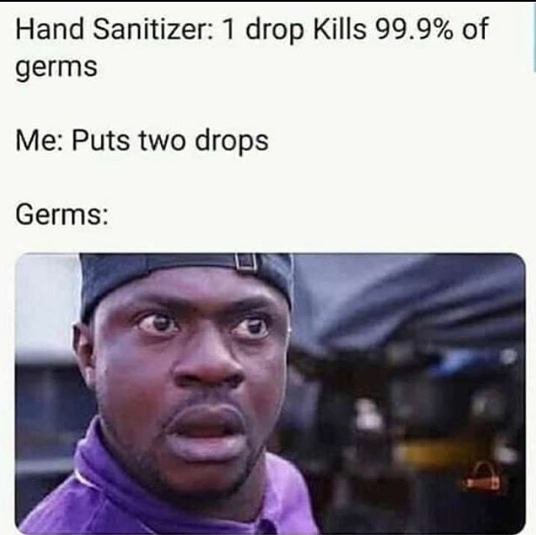 Hand Sanitizer: 1 drop Kills 99.9% of
germs
Me: Puts two drops
Germs: